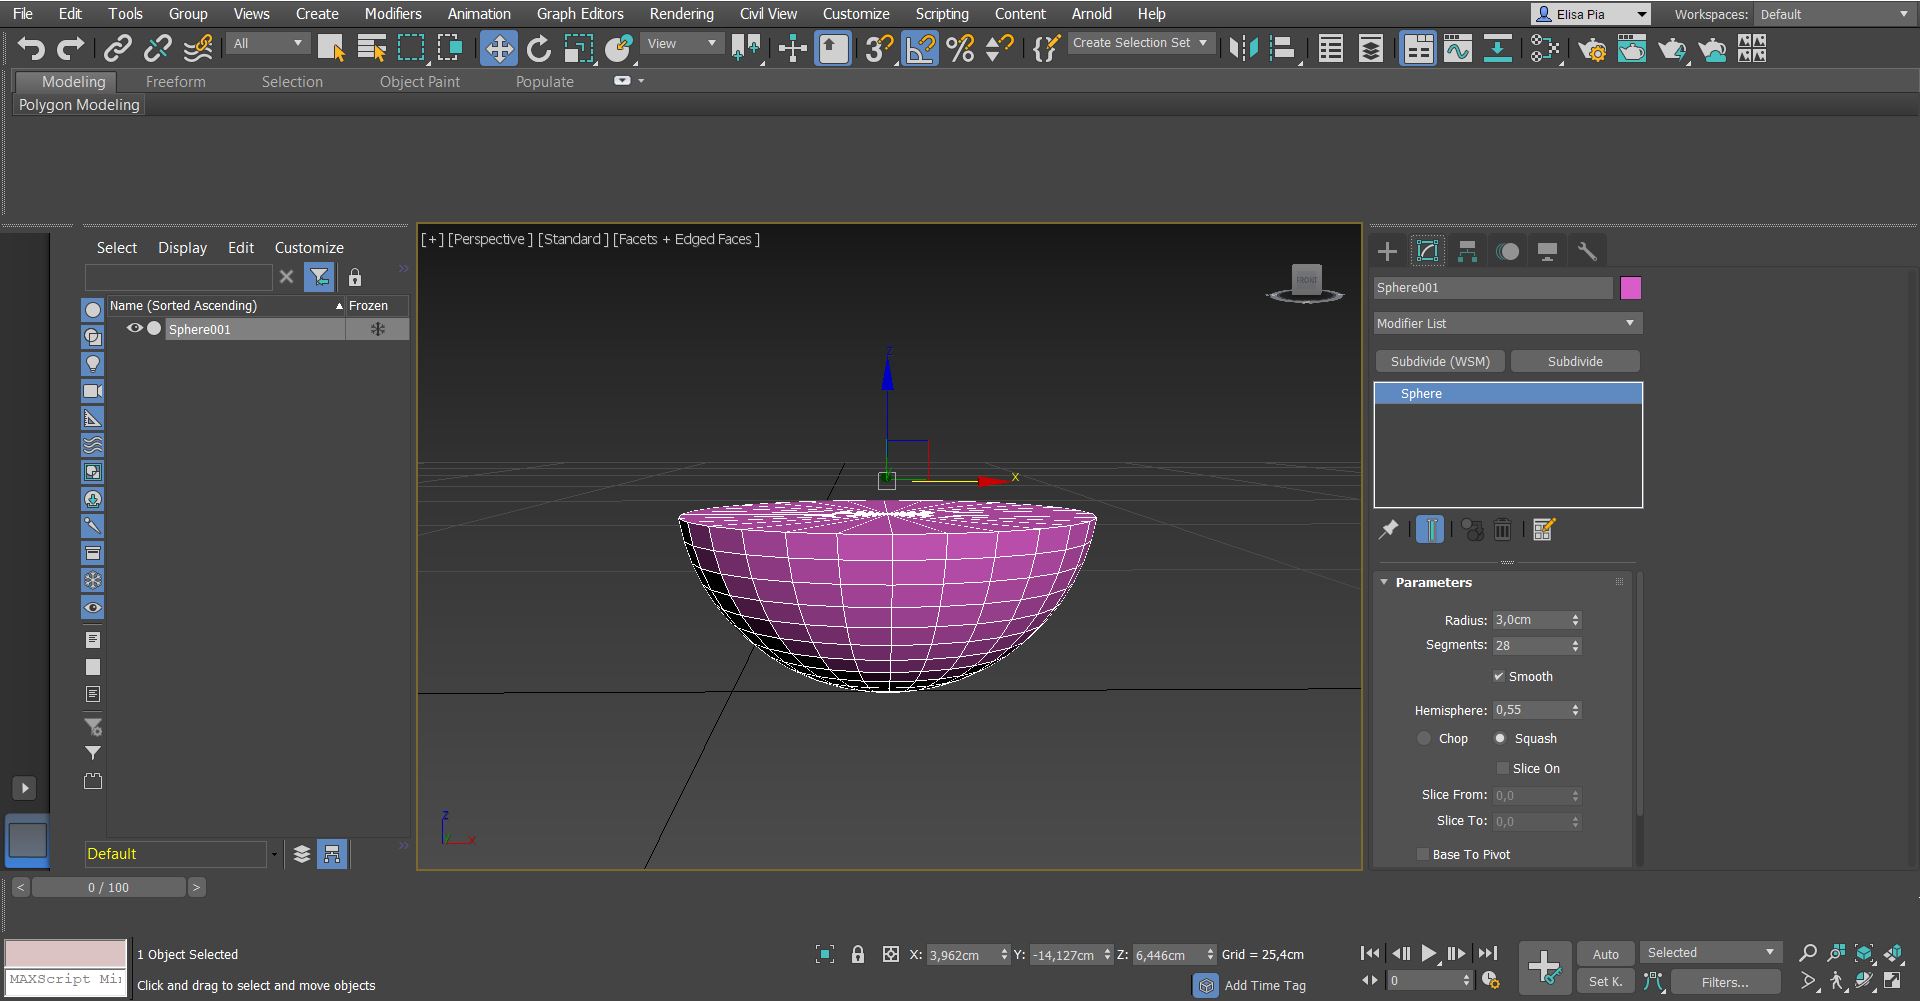 File Edit Tools Group Views Create Modifiers Animation Graph Editors Rendering Civil View Customize Scripting Content Arnold Help Elisa Pia Workspaces: Default
All View Create Selection Set
Modeling Freeform Selection Object Paint Populate
Polygon Modeling
Select Display Edit Customize
Name (Sorted Ascending) Frozen
Sphere001
Default
[+] [Perspective ] [Standard ] [Facets + Edged Faces ]
FRONT
z
x
z
x
Sphere001
Modifier List
Subdivide (WSM) Subdivide
Sphere
Parameters
Radius: 3,0cm
Segments: 28
Smooth
Hemisphere: 0,55
Chop Squash
Slice On
Slice From: 0,0
Slice To: 0,0
Base To Pivot
< 0 / 100 >
1 Object Selected X: 3,962cm Y: -14,127cm Z: 6,446cm Grid = 25,4cm Auto Selected
MAXScript Mi
Click and drag to select and move objects Add Time Tag 0 Set K. Filters...